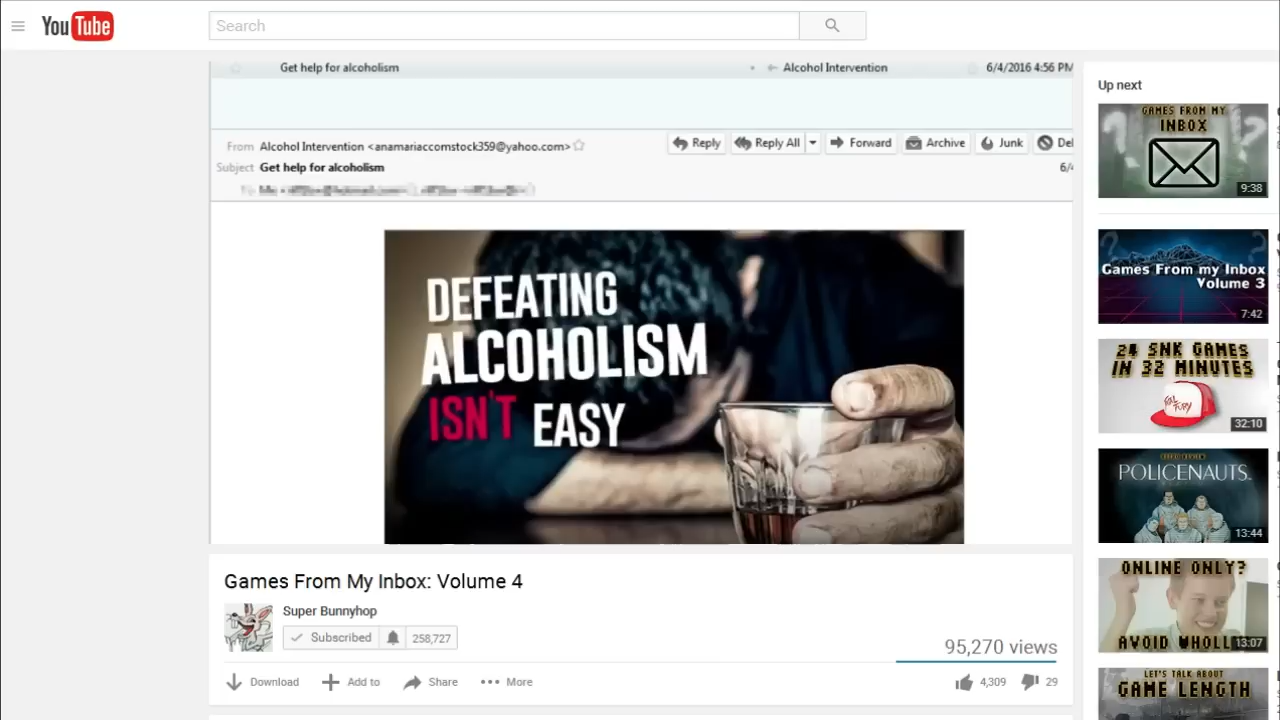 YouTube
Search
Get help for alcoholism
Alcohol Intervention
6/4/2016 4:56 PM
From Alcohol Intervention <anamariaccomstock359@yahoo.com>
Reply
Reply All
Forward
Archive
Junk
Subject Get help for alcoholism
6/4
DEFEATING
ALCOHOLISM
ISN'T EASY
Games From My Inbox: Volume 4
Super Bunnyhop
Subscribed
258,727
95,270 views
Download
Add to
Share
More
4,309
29
Up next
GAMES FROM MY
INBOX
9:38
Games From my Inbox
Volume 3
7:42
24 SNK GAMES
IN 32 MINUTES
32:10
POLICENAUTS
13:44
ONLINE ONLY?
AVOID WHOLL
13:07
LET'S TALK ABOUT
GAME LENGTH